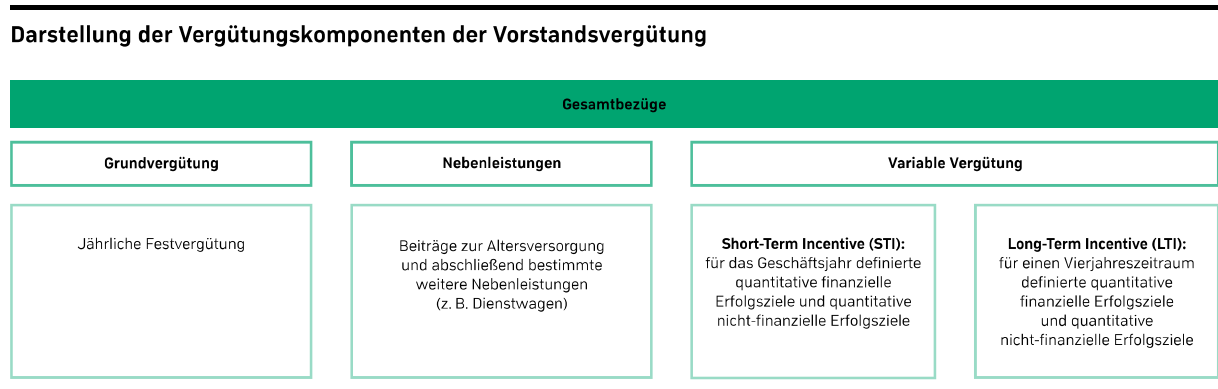 Darstellung der Vergütungskomponenten der Vorstandsvergütung
Gesamtbezüge
Grundvergütung
Nebenleistungen
Variable Vergütung
Jährliche Festvergütung
Beiträge zur Altersversorgung
und abschließend bestimmte
weitere Nebenleistungen
(z. B. Dienstwagen)
Short-Term Incentive (STI):
für das Geschäftsjahr definierte
quantitative finanzielle
Erfolgsziele und quantitative
nicht-finanzielle Erfolgsziele
Long-Term Incentive (LTI):
für einen Vierjahreszeitraum
definierte quantitative
finanzielle Erfolgsziele
und quantitative
nicht-finanzielle Erfolgsziele